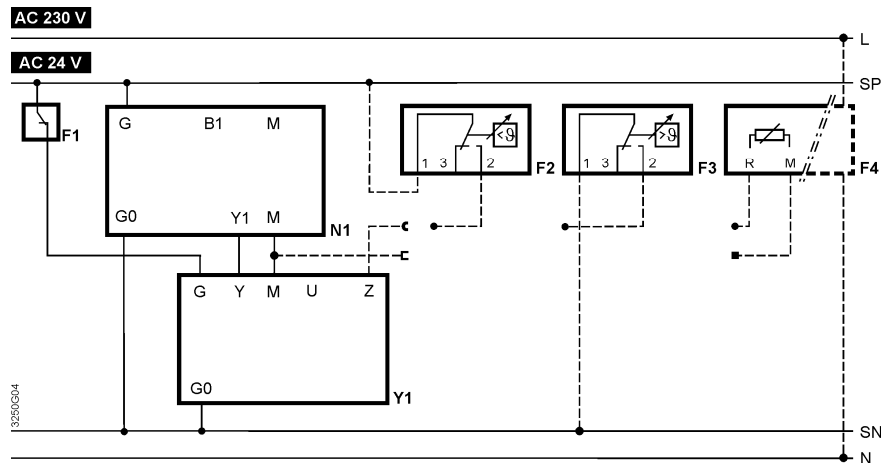 AC 230 V
L
AC 24 V
SP
F1
G B1 M
G0 Y1 M
N1
1 3 2
< ϑ
F2
1 3 2
> ϑ
F3
R M
F4
G Y M U Z
G0
Y1
3250G04
SN
N